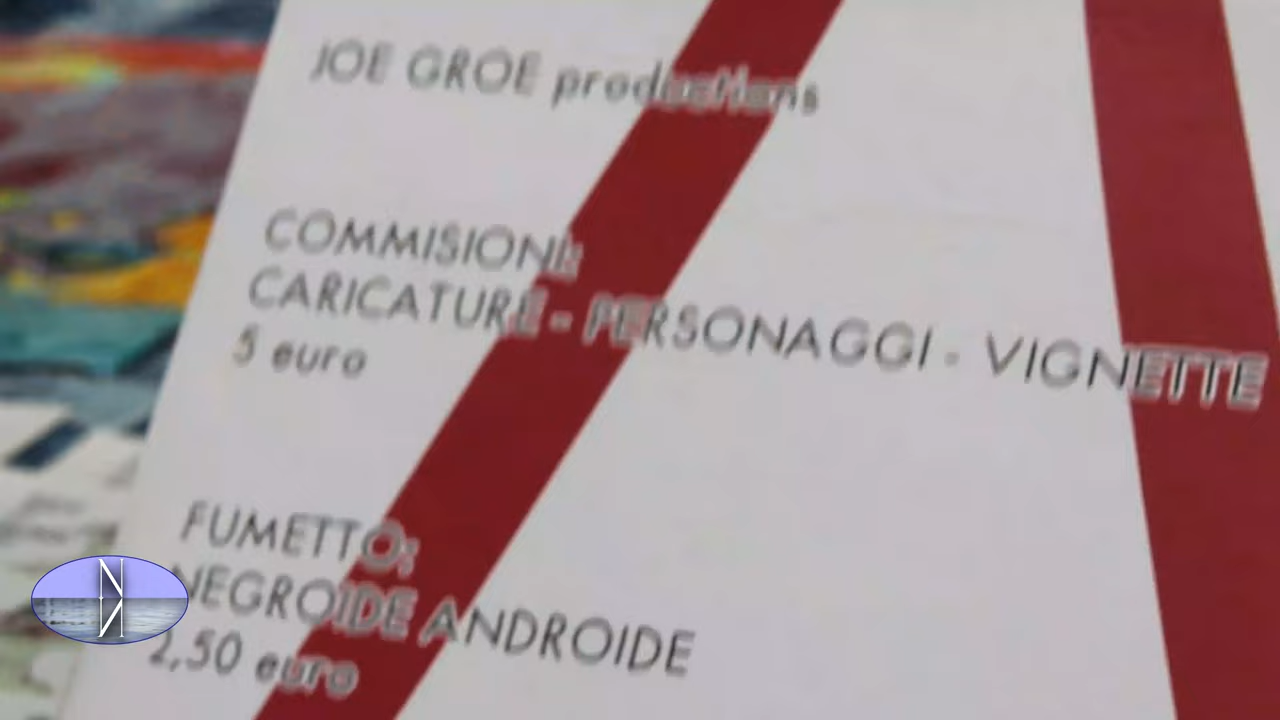 JOE GROE productions
COMMISIONI:
CARICATURE - PERSONAGGI - VIGNETTE
5 euro
FUMETTO:
NEGROIDE ANDROIDE
2,50 euro